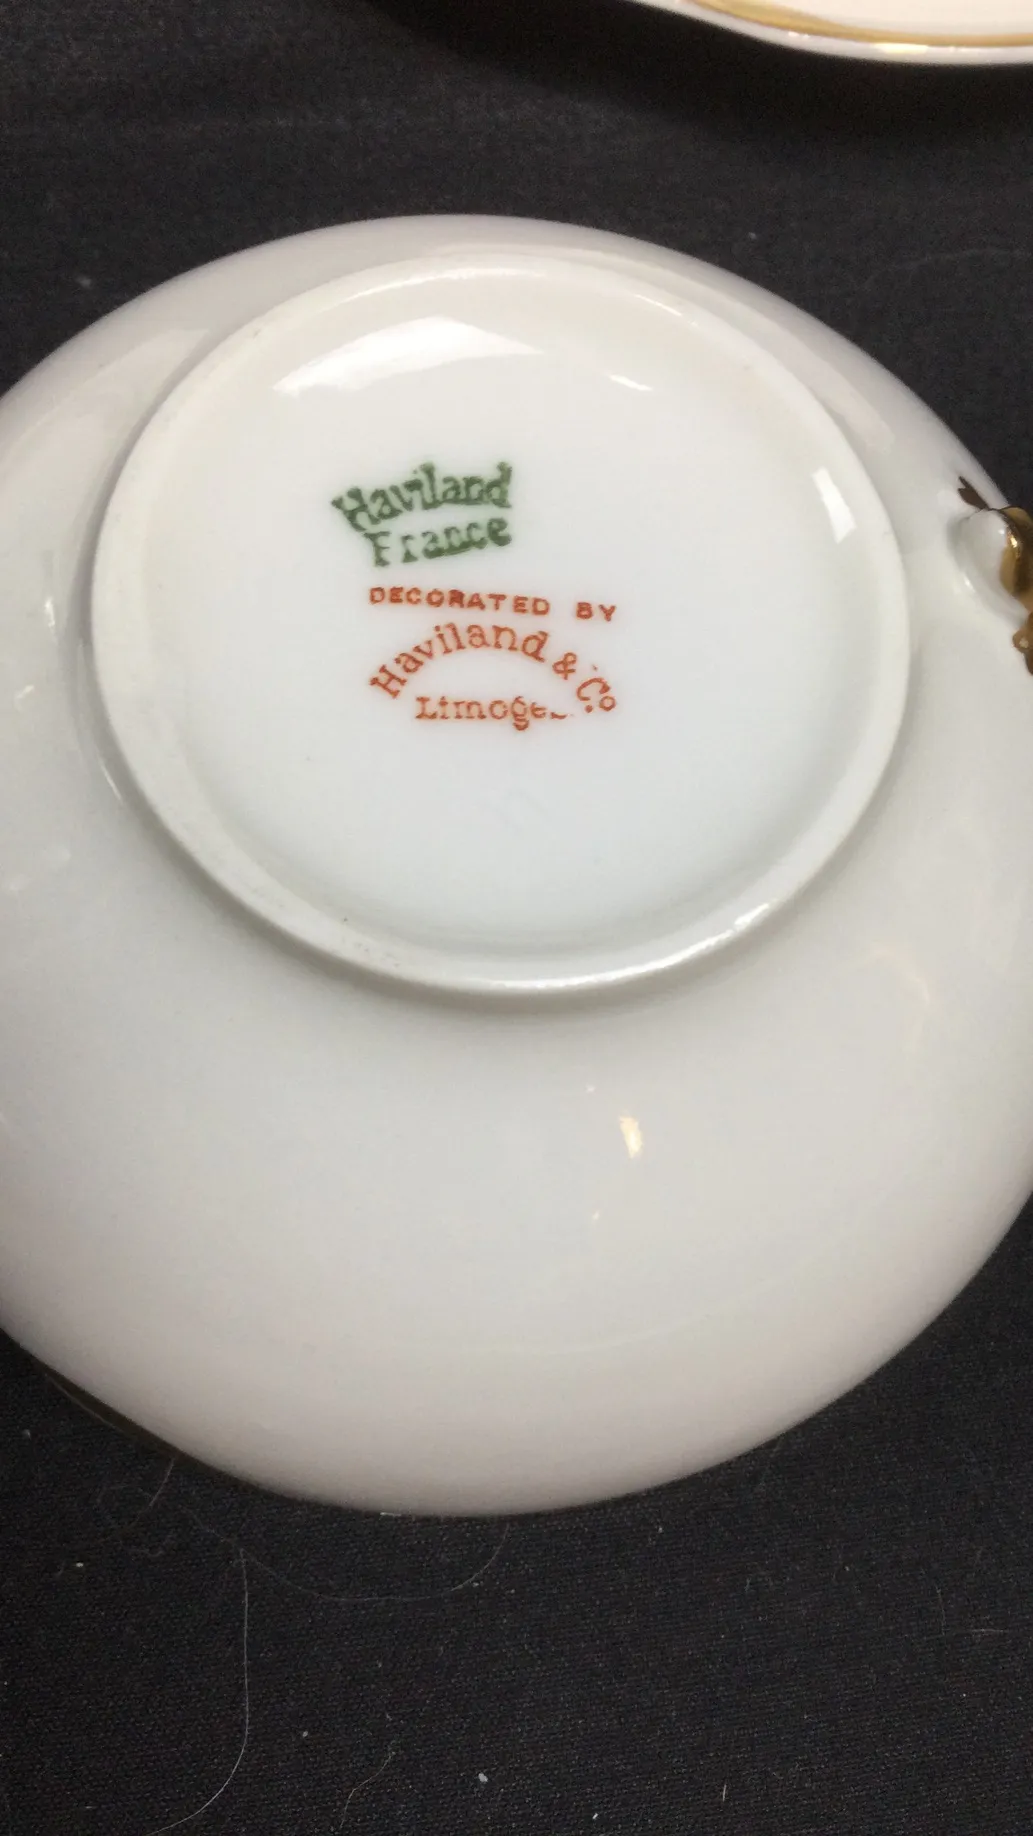 Haviland
France
DECORATED BY
Haviland & Co
Limoges